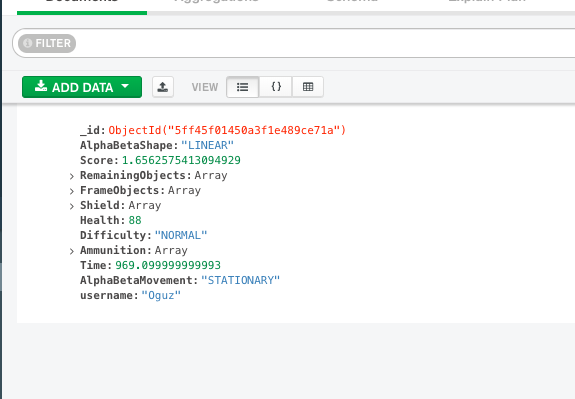 Documents Aggregations Schema Explain Plan
FILTER
ADD DATA VIEW { }
_id: ObjectId("5ff45f01450a3f1e489ce71a")
AlphaBetaShape: "LINEAR"
Score: 1.6562575413094929
> RemainingObjects: Array
> FrameObjects: Array
> Shield: Array
Health: 88
Difficulty: "NORMAL"
> Ammunition: Array
Time: 969.099999999993
AlphaBetaMovement: "STATIONARY"
username: "Oguz"